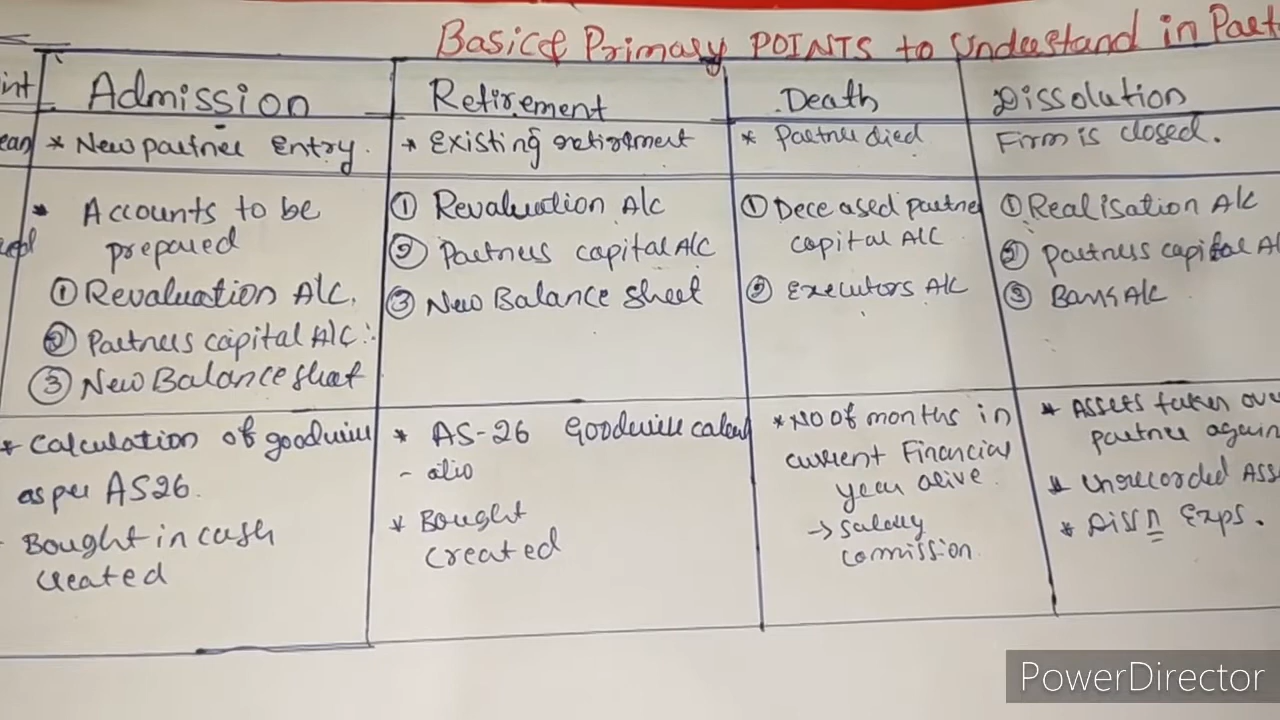 Basic & Primary POINTS to Understand in Part
int
Admission
Retirement
Death
Dissolution
ean
* New partner Entry.
* Existing retirement
* Partner died
Firm is closed.
* Accounts to be
prepared
① Revaluation A/c.
② Partners capital A/c :
③ New Balance sheet
① Revaluation A/c
② Partners capital A/c
③ New Balance sheet
① Deceased partner
capital A/c
② Executors A/c
① Realisation A/c
② Partners capital A/
③ Bank A/c
* Calculation of goodwill
as per AS26.
- Bought in cash
created
* AS-26 Goodwill calcul
* Bought
created
* No of months in
current Financial
year alive.
→ Salary
commission.
* Assets taken ove
partner again
* Unrecorded Ass
* Dissn Exps.
PowerDirector